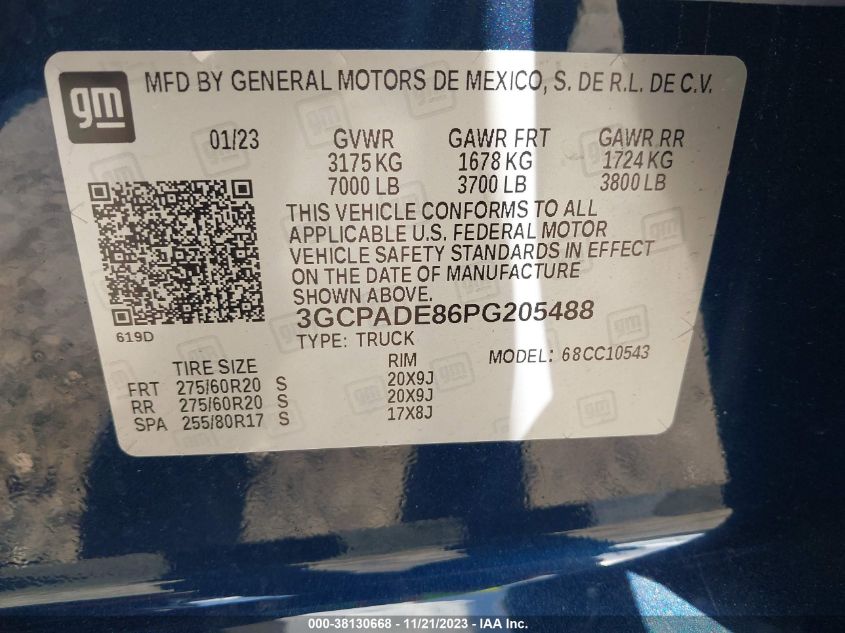 gm
MFD BY GENERAL MOTORS DE MEXICO, S. DE R.L. DE C.V.
01/23 GVWR GAWR FRT GAWR RR
3175 KG 1678 KG 1724 KG
7000 LB 3700 LB 3800 LB
THIS VEHICLE CONFORMS TO ALL
APPLICABLE U.S. FEDERAL MOTOR
VEHICLE SAFETY STANDARDS IN EFFECT
ON THE DATE OF MANUFACTURE
SHOWN ABOVE.
3GCPADE86PG205488
619D
TYPE: TRUCK MODEL: 68CC10543
TIRE SIZE RIM
FRT 275/60R20 S 20X9J
RR 275/60R20 S 20X9J
SPA 255/80R17 S 17X8J
000-38130668 - 11/21/2023 - IAA Inc.